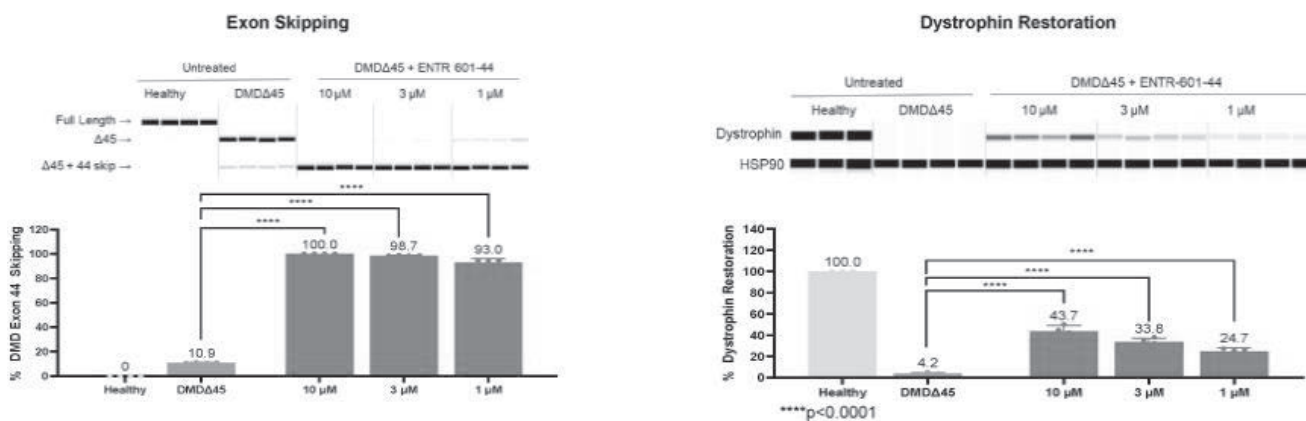 Exon Skipping
Untreated
DMDΔ45 + ENTR 601-44
Healthy
DMDΔ45
10 µM
3 µM
1 µM
Full Length →
Δ45 →
Δ45 + 44 skip →
****
****
****
% DMD Exon 44 Skipping
120
100
80
60
40
20
0
0
10.9
100.0
98.7
93.0
Healthy
DMDΔ45
10 µM
3 µM
1 µM
Dystrophin Restoration
Untreated
DMDΔ45 + ENTR-601-44
Healthy
DMDΔ45
10 µM
3 µM
1 µM
Dystrophin
HSP90
****
****
****
% Dystrophin Restoration
140
120
100
80
60
40
20
0
100.0
4.2
43.7
33.8
24.7
Healthy
DMDΔ45
10 µM
3 µM
1 µM
****p<0.0001